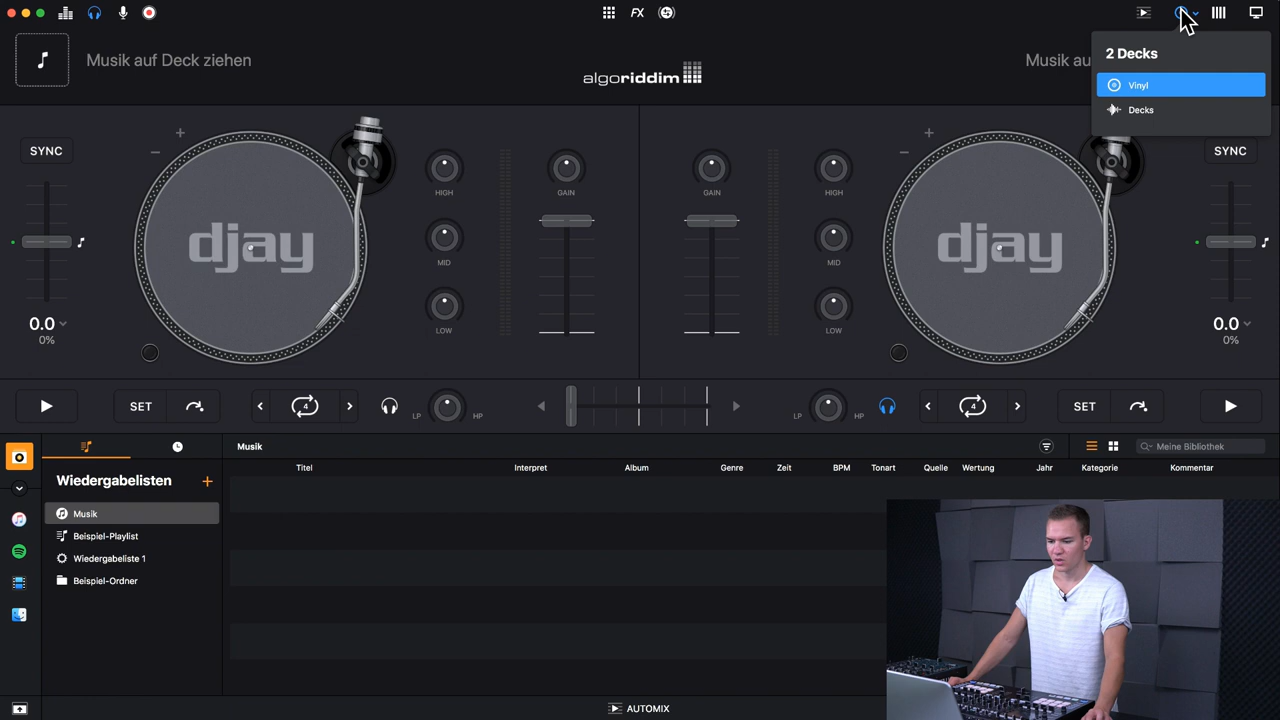 FX
2 Decks
Musik auf Deck ziehen
algoriddim
Musik au
Vinyl
Decks
SYNC
SYNC
HIGH
GAIN
GAIN
HIGH
djay
djay
MID
MID
LOW
LOW
0.0
0%
0.0
0%
SET
4
LP
HP
LP
HP
4
SET
Musik
Meine Bibliothek
Titel
Interpret
Album
Genre
Zeit
BPM
Tonart
Quelle
Wertung
Jahr
Kategorie
Kommentar
Wiedergabelisten +
Musik
Beispiel-Playlist
Wiedergabeliste 1
Beispiel-Ordner
AUTOMIX